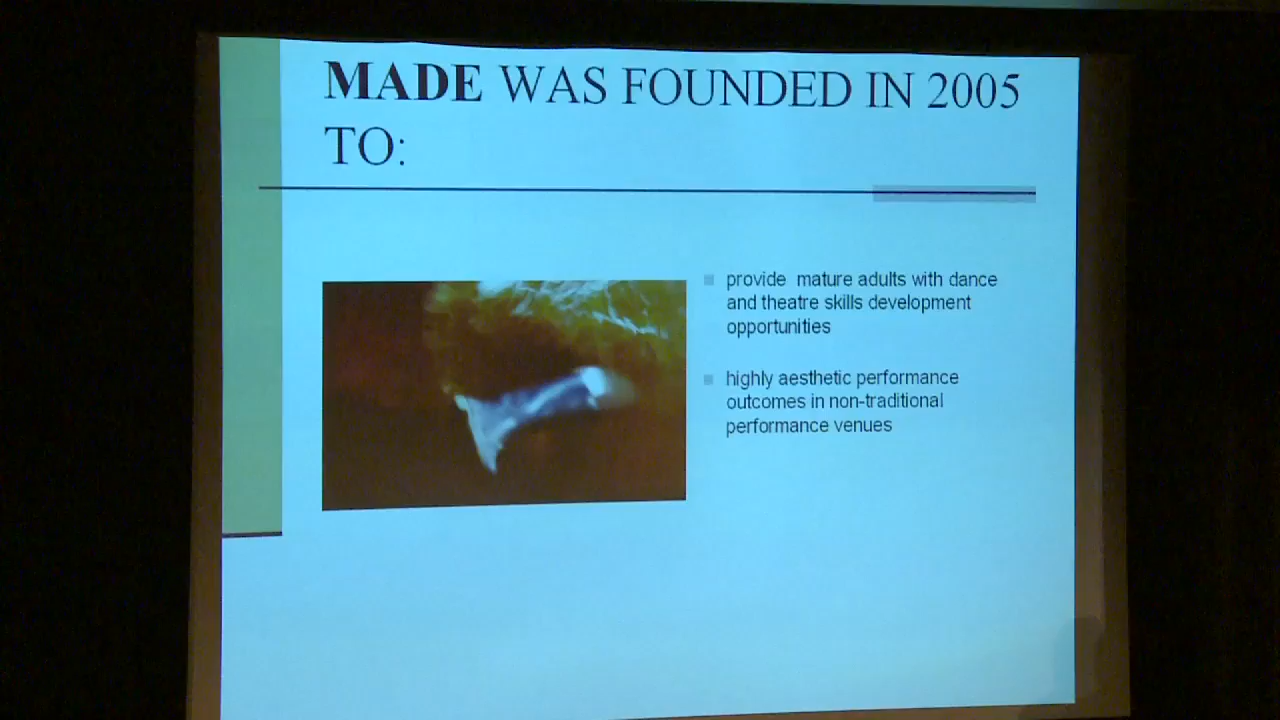 MADE WAS FOUNDED IN 2005
TO:
provide mature adults with dance
and theatre skills development
opportunities
highly aesthetic performance
outcomes in non-traditional
performance venues